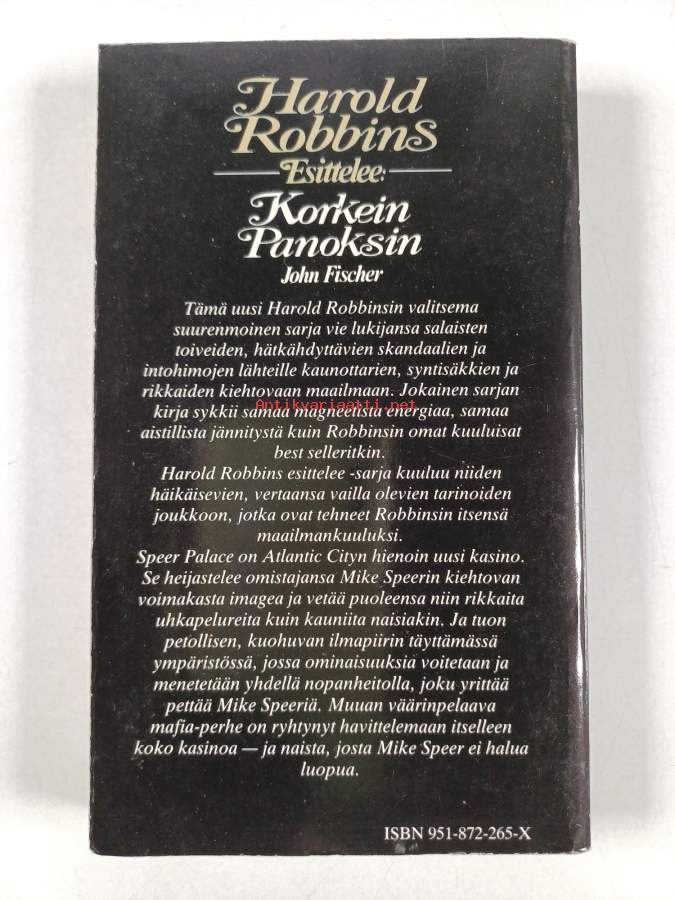 Harold
Robbins
Esittelee:
Korkein
Panoksin
John Fischer
Tämä uusi Harold Robbinsin valitsema
suurenmoinen sarja vie lukijansa salaisten
toiveiden, hätkähdyttävien skandaalien ja
intohimojen lähteille kaunottarien, syntisäkkien ja
rikkaiden kiehtovaan maailmaan. Jokainen sarjan
Antikvariaatti.net
kirja sykkii samaa magneetista energiaa, samaa
aistillista jännitystä kuin Robbinsin omat kuuluisat
bestselleritkin.
Harold Robbins esittelee -sarja kuuluu niiden
häikäisevien, vertaansa vailla olevien tarinoiden
joukkoon, jotka ovat tehneet Robbinsin itsensä
maailmankuuluksi.
Speer Palace on Atlantic Cityn hienoin uusi kasino.
Se heijastelee omistajansa Mike Speerin kiehtovan
voimakasta imagea ja vetää puoleensa niin rikkaita
uhkapelureita kuin kauniita naisiakin. Ja tuon
petollisen, kuohuvan ilmapiirin täyttämässä
ympäristössä, jossa ominaisuuksia voitetaan ja
menetetään yhdellä nopanheitolla, joku yrittää
pettää Mike Speeriä. Muuan väärinpelaava
mafia-perhe on ryhtynyt havittelemaan itselleen
koko kasinoa — ja naista, josta Mike Speer ei halua
luopua.
ISBN 951-872-265-X